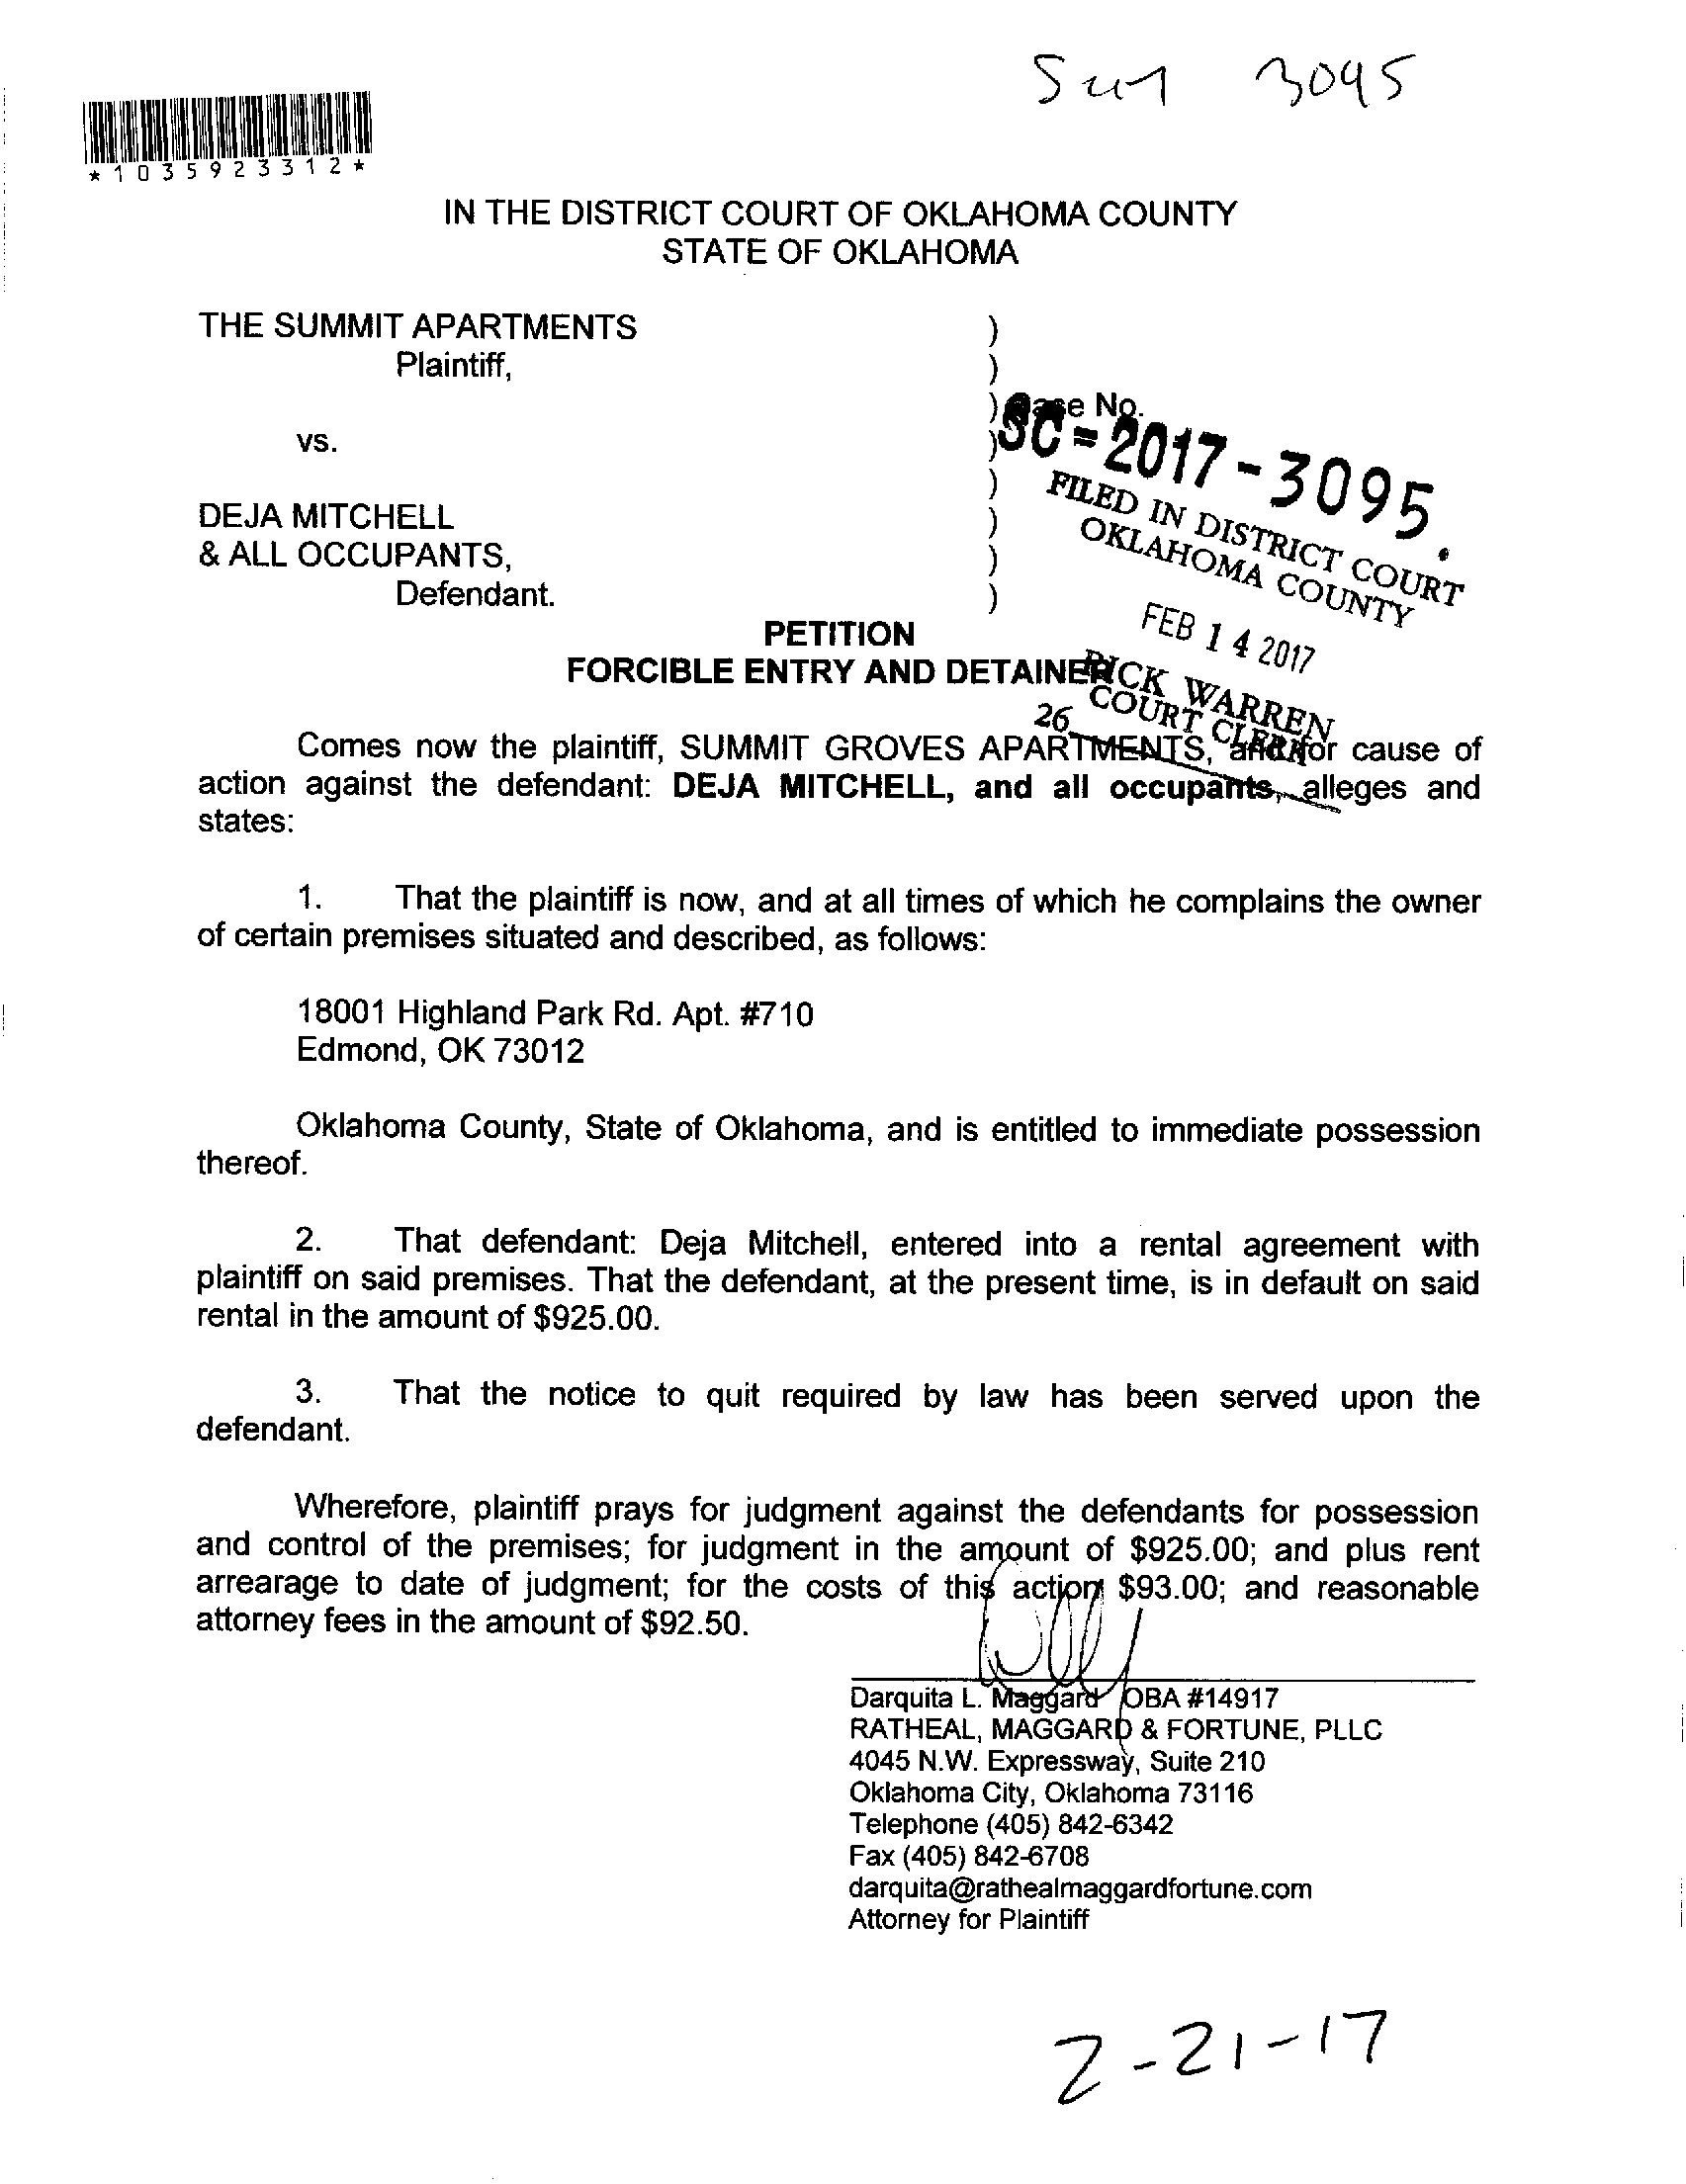 3095
*1035923312*
IN THE DISTRICT COURT OF OKLAHOMA COUNTY
STATE OF OKLAHOMA
THE SUMMIT APARTMENTS )
Plaintiff, )
) Case No.
vs. ) SC-2017-3095.
) FILED IN DISTRICT COURT
DEJA MITCHELL ) OKLAHOMA COUNTY
& ALL OCCUPANTS, )
Defendant. ) FEB 14 2017
PETITION
FORCIBLE ENTRY AND DETAINER
RICK WARREN
COURT CLERK
26
Comes now the plaintiff, SUMMIT GROVES APARTMENTS, and for cause of
action against the defendant: DEJA MITCHELL, and all occupants, alleges and
states:
1. That the plaintiff is now, and at all times of which he complains the owner
of certain premises situated and described, as follows:
18001 Highland Park Rd. Apt. #710
Edmond, OK 73012
Oklahoma County, State of Oklahoma, and is entitled to immediate possession
thereof.
2. That defendant: Deja Mitchell, entered into a rental agreement with
plaintiff on said premises. That the defendant, at the present time, is in default on said
rental in the amount of $925.00.
3. That the notice to quit required by law has been served upon the
defendant.
Wherefore, plaintiff prays for judgment against the defendants for possession
and control of the premises; for judgment in the amount of $925.00; and plus rent
arrearage to date of judgment; for the costs of this action $93.00; and reasonable
attorney fees in the amount of $92.50.
Darquita L. Maggard OBA #14917
RATHEAL, MAGGARD & FORTUNE, PLLC
4045 N.W. Expressway, Suite 210
Oklahoma City, Oklahoma 73116
Telephone (405) 842-6342
Fax (405) 842-6708
darquita@rathealmaggardfortune.com
Attorney for Plaintiff
2-21-17